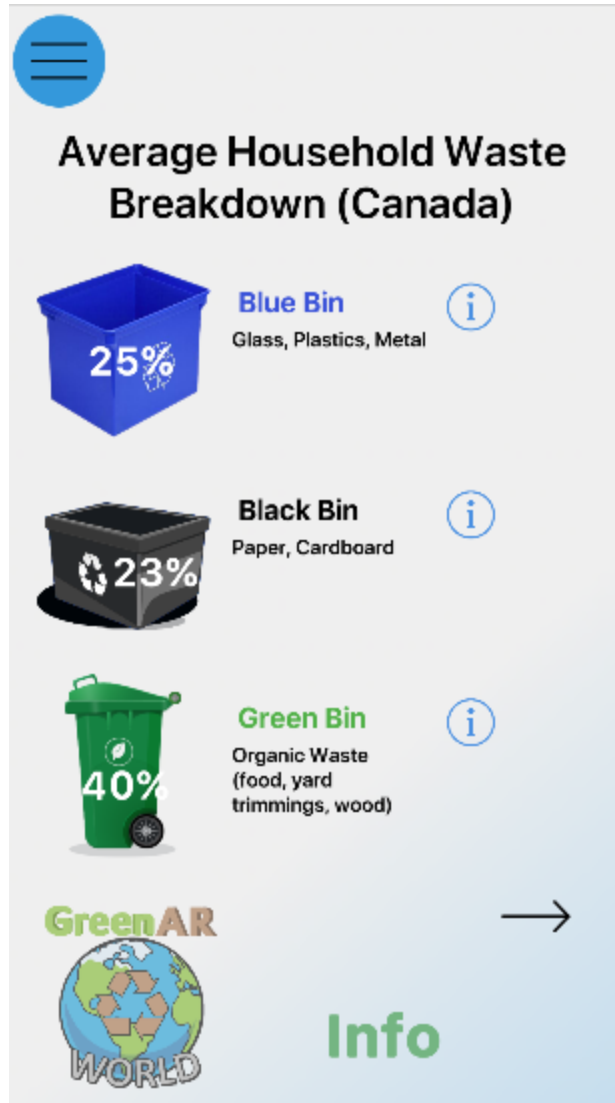 Average Household Waste
Breakdown (Canada)
25%
Blue Bin
i
Glass, Plastics, Metal
23%
Black Bin
i
Paper, Cardboard
40%
Green Bin
i
Organic Waste
(food, yard
trimmings, wood)
GreenAR
WORLD
Info